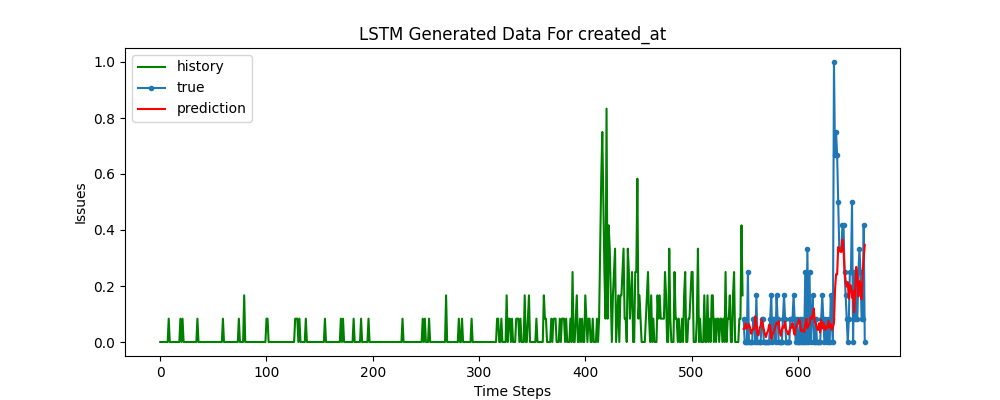 LSTM Generated Data For created_at
history
true
prediction
Issues
1.0
0.8
0.6
0.4
0.2
0.0
0 100 200 300 400 500 600
Time Steps